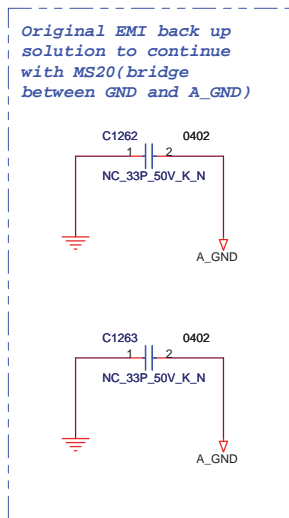 Original EMI back up
solution to continue
with MS20(bridge
between GND and A_GND)
C1262 0402
1 2
NC_33P_50V_K_N
A_GND
C1263 0402
1 2
NC_33P_50V_K_N
A_GND